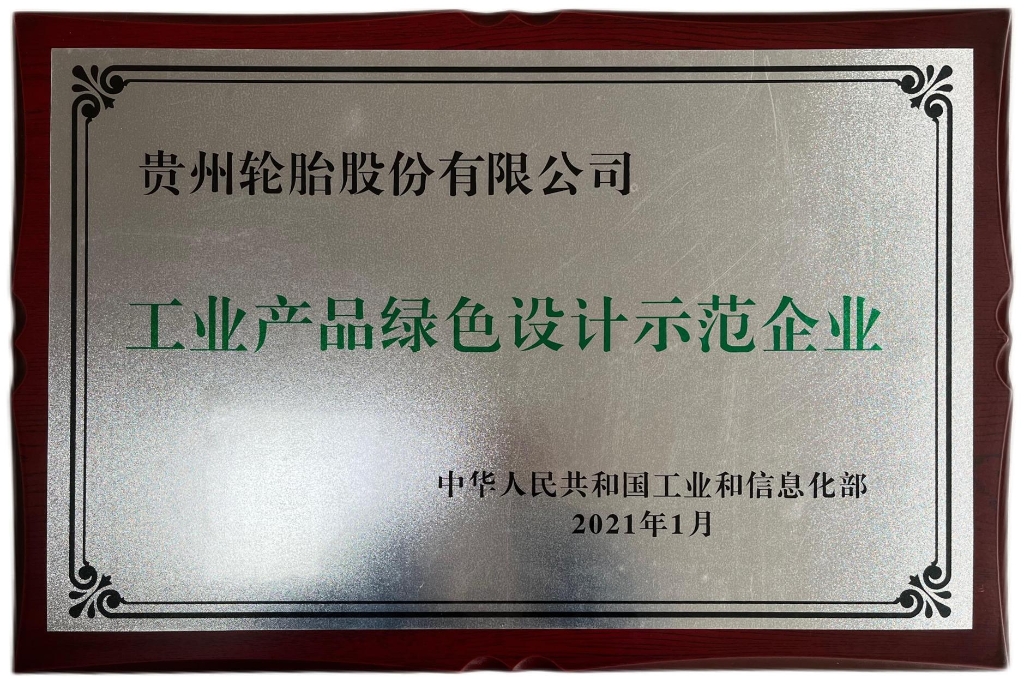 贵州轮胎股份有限公司
工业产品绿色设计示范企业
中华人民共和国工业和信息化部
2021年1月